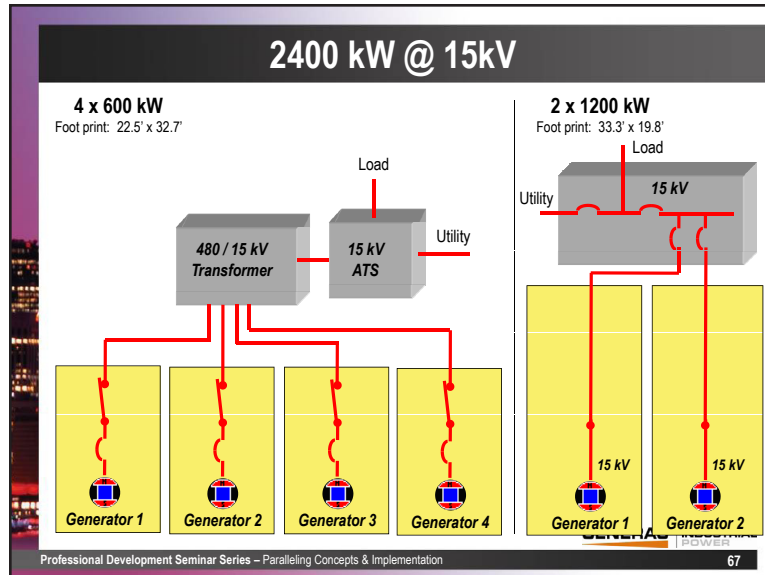 2400 kW @ 15kV
4 x 600 kW
Foot print: 22.5' x 32.7'
Load
480 / 15 kV
Transformer
15 kV
ATS
Utility
Generator 1
Generator 2
Generator 3
Generator 4
2 x 1200 kW
Foot print: 33.3' x 19.8'
Load
15 kV
Utility
15 kV
15 kV
Generator 1
Generator 2
GENERAC INDUSTRIAL
POWER
Professional Development Seminar Series – Paralleling Concepts & Implementation
67